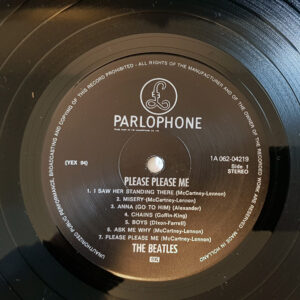 ALL RIGHTS OF THE MANUFACTURER AND OF THE OWNER OF THE RECORDED WORK RESERVED
UNAUTHORISED PUBLIC PERFORMANCE, BROADCASTING AND COPYING OF THIS RECORD PROHIBITED
MADE IN HOLLAND
£
PARLOPHONE
1A 062-04219
(YEX 94)
Side 1
STEREO
PLEASE PLEASE ME
1. I SAW HER STANDING THERE (McCartney-Lennon)
2. MISERY (McCartney-Lennon)
3. ANNA (GO TO HIM) (Alexander)
4. CHAINS (Goffin-King)
5. BOYS (Dixon-Farrell)
6. ASK ME WHY (McCartney-Lennon)
7. PLEASE PLEASE ME (McCartney-Lennon)
THE BEATLES